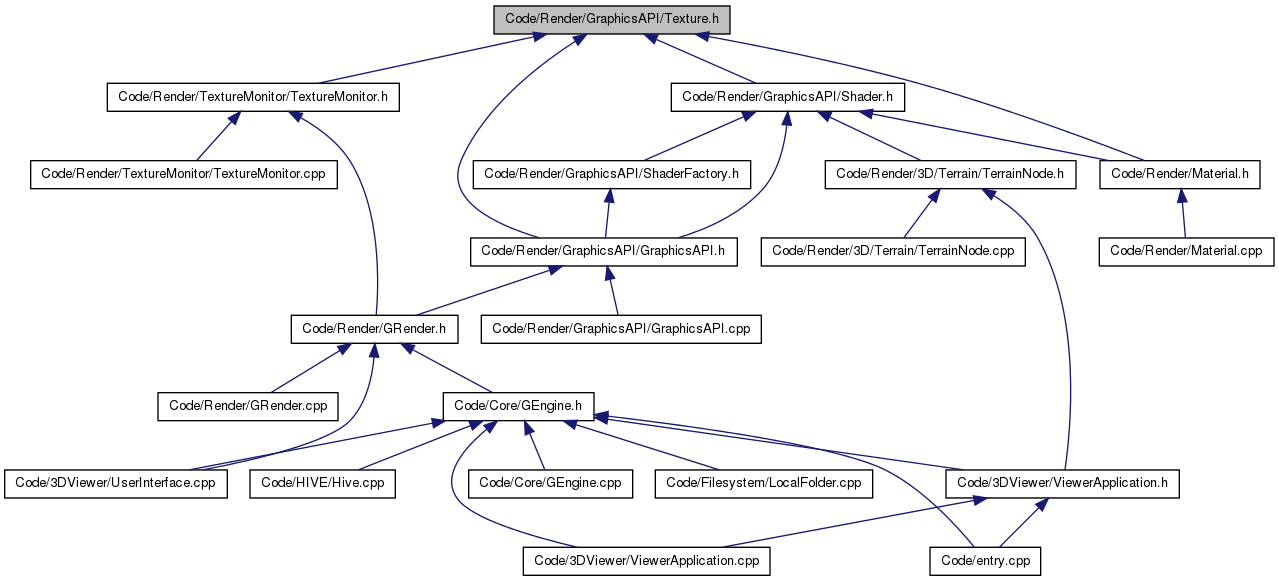 Code/Render/GraphicsAPI/Texture.h
Code/Render/TextureMonitor/TextureMonitor.h
Code/Render/GraphicsAPI/Shader.h
Code/Render/TextureMonitor/TextureMonitor.cpp
Code/Render/GraphicsAPI/ShaderFactory.h
Code/Render/3D/Terrain/TerrainNode.h
Code/Render/Material.h
Code/Render/GraphicsAPI/GraphicsAPI.h
Code/Render/3D/Terrain/TerrainNode.cpp
Code/Render/Material.cpp
Code/Render/GRender.h
Code/Render/GraphicsAPI/GraphicsAPI.cpp
Code/Render/GRender.cpp
Code/Core/GEngine.h
Code/3DViewer/UserInterface.cpp
Code/HIVE/Hive.cpp
Code/Core/GEngine.cpp
Code/Filesystem/LocalFolder.cpp
Code/3DViewer/ViewerApplication.h
Code/3DViewer/ViewerApplication.cpp
Code/entry.cpp